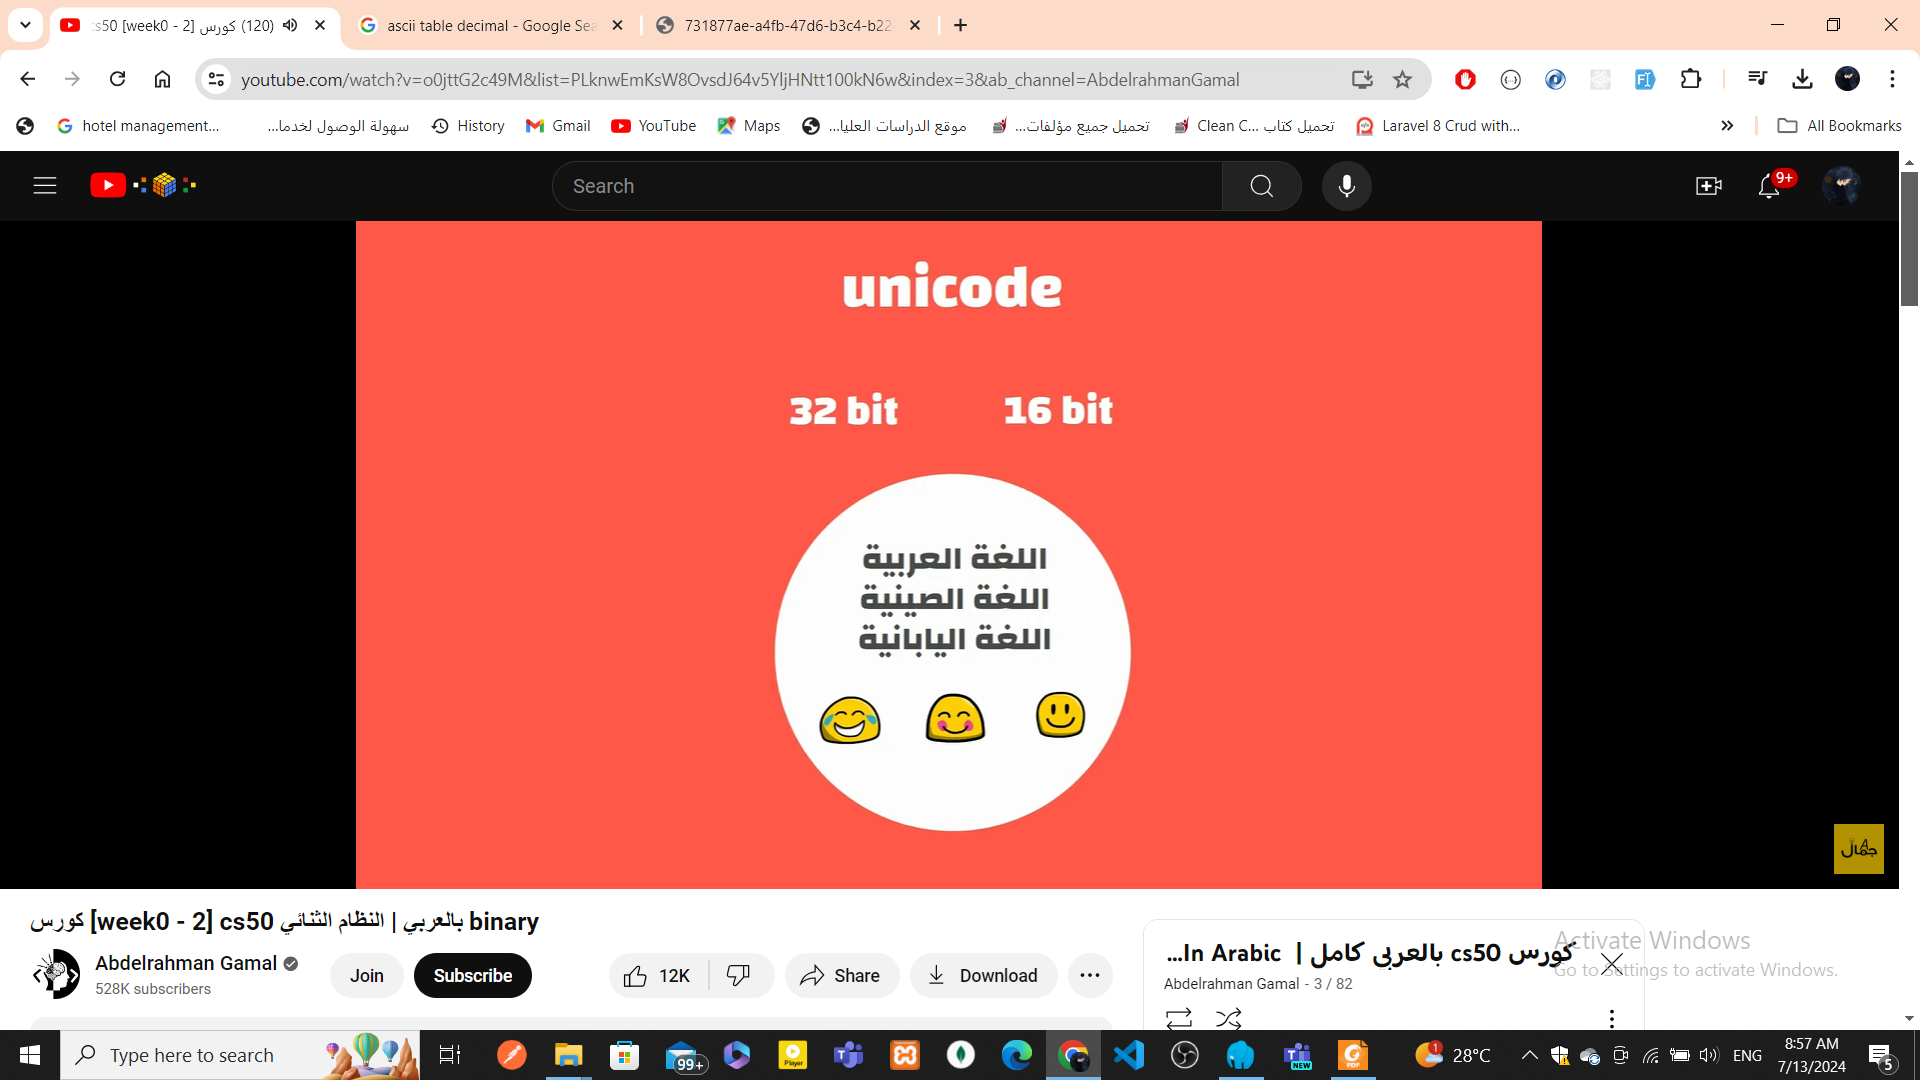 cs50 [week0 - 2] كورس (120)
ascii table decimal - Google Sea
731877ae-a4fb-47d6-b3c4-b22
youtube.com/watch?v=o0jttG2c49M&list=PLknwEmKsW8OvsdJ64v5YljHNtt100kN6w&index=3&ab_channel=AbdelrahmanGamal
hotel management...
سهولة الوصول لخدما...
History
Gmail
YouTube
Maps
موقع الدراسات العليا...
تحميل جميع مؤلفات...
تحميل كتاب Clean C...
Laravel 8 Crud with...
All Bookmarks
Search
9+
unicode
32 bit
16 bit
اللغة العربية
اللغة الصينية
اللغة اليابانية
جمال
كورس [week0 - 2] cs50 بالعربي | النظام الثنائي binary
Abdelrahman Gamal
528K subscribers
Join
Subscribe
12K
Share
Download
كورس cs50 بالعربى كامل | In Arabic...
Abdelrahman Gamal - 3 / 82
Activate Windows
Go to Settings to activate Windows.
Type here to search
99+
Player
NEW
PDF
1
28°C
ENG
8:57 AM
7/13/2024
5